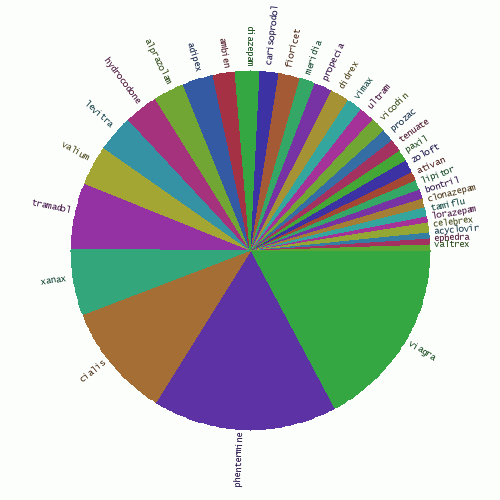 viagra
phentermine
cialis
xanax
tramadol
valium
levitra
hydrocodone
alprazolam
adipex
ambien
diazepam
carisoprodol
fioricet
meridia
propecia
didrex
vimax
ultram
vicodin
prozac
tenuate
paxil
zoloft
ativan
lipitor
bontril
clonazepam
tamiflu
lorazepam
celebrex
acyclovir
ephedra
valtrex